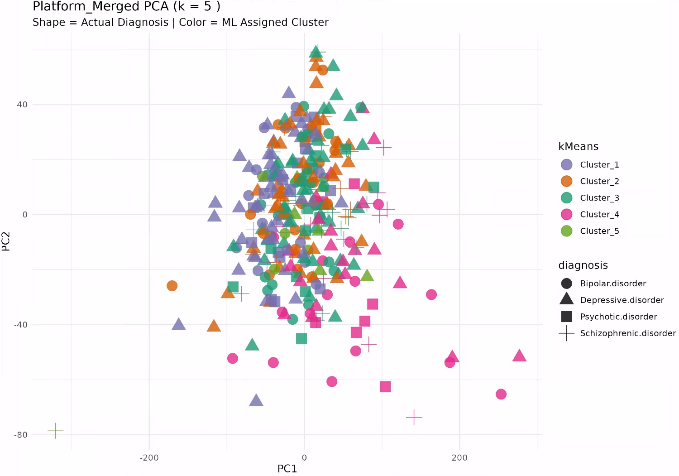 Platform_Merged PCA (k = 5 )
Shape = Actual Diagnosis | Color = ML Assigned Cluster
40
0
-40
-80
PC2
-200
0
200
PC1
kMeans
Cluster_1
Cluster_2
Cluster_3
Cluster_4
Cluster_5
diagnosis
Bipolar.disorder
Depressive.disorder
Psychotic.disorder
Schizophrenic.disorder